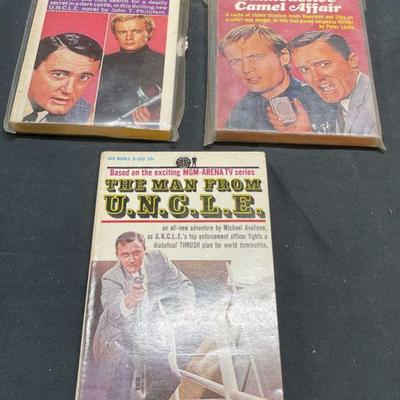 secret in a dark castle, in this thrilling new
U.N.C.L.E. novel by John T. Phillifent
Camel Affair
A cache of stolen Uranium leads Napoleon and Illya on
a safari into danger, in this fast-paced suspense thriller
by Peter Leslie
ACE BOOKS
Based on the exciting MGM-ARENA TV series
THE MAN FROM
U.N.C.L.E.
an all-new adventure by Michael Avallone,
as U.N.C.L.E.'s top enforcement officer fights a
diabolical THRUSH plan for world domination.